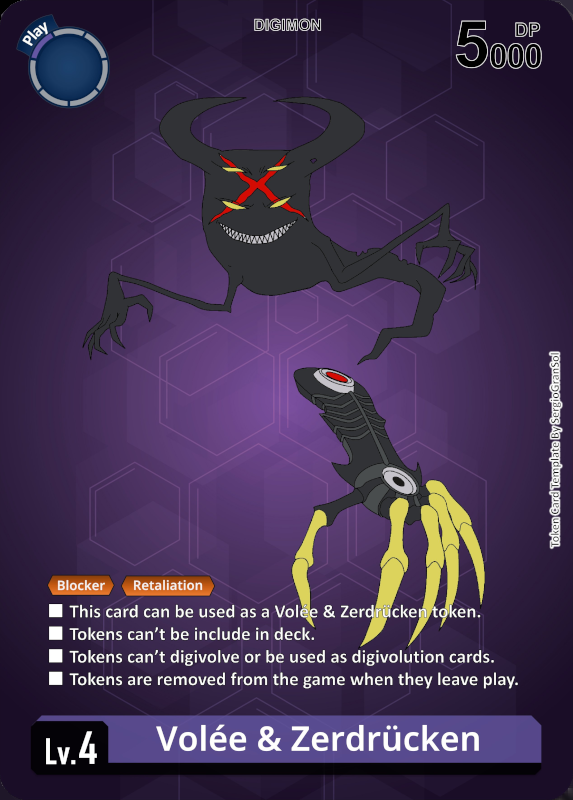 Play
DIGIMON
DP
5000
Token Card Template By SergioGranSol
Blocker Retaliation
This card can be used as a Volée & Zerdrücken token.
Tokens can't be include in deck.
Tokens can't digivolve or be used as digivolution cards.
Tokens are removed from the game when they leave play.
Lv.4 Volée & Zerdrücken